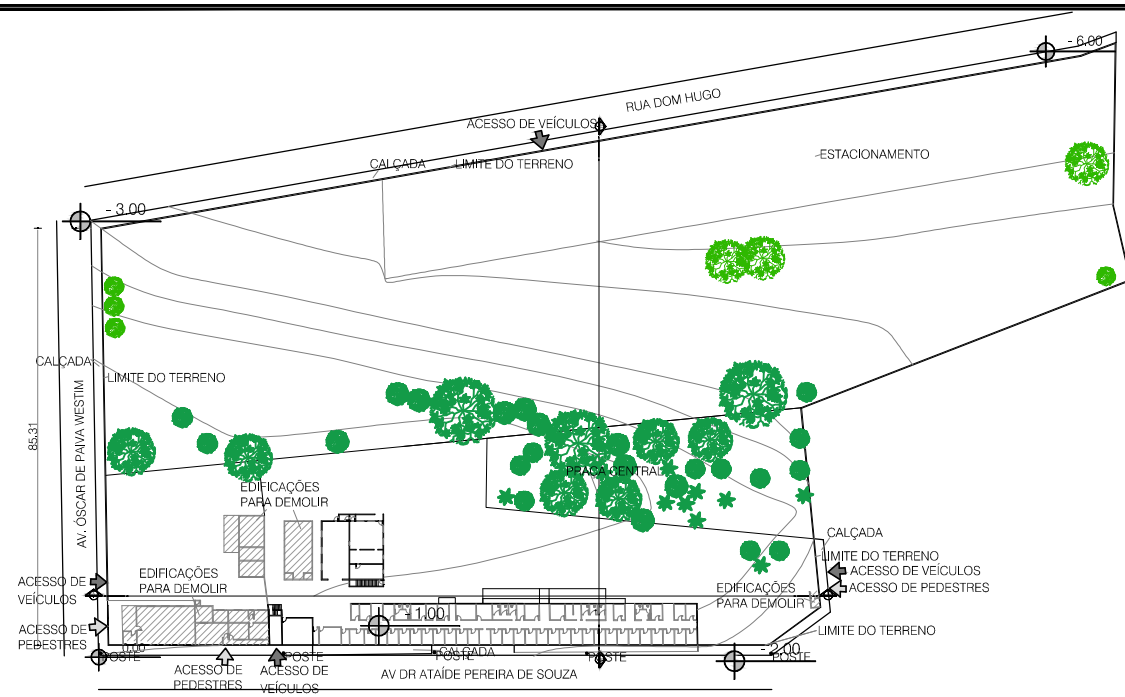 - 6.00
RUA DOM HUGO
ACESSO DE VEÍCULOS
CALÇADA
LIMITE DO TERRENO
ESTACIONAMENTO
- 3.00
CALÇADA
LIMITE DO TERRENO
85.31
AV. ÓSCAR DE PAIVA WESTIM
PRAÇA CENTRAL
EDIFICAÇÕES
PARA DEMOLIR
CALÇADA
LIMITE DO TERRENO
ACESSO DE VEÍCULOS
ACESSO DE PEDESTRES
EDIFICAÇÕES
PARA DEMOLIR
EDIFICAÇÕES
PARA DEMOLIR
ACESSO DE
VEÍCULOS
- 1.00
ACESSO DE
PEDESTRES
LIMITE DO TERRENO
0.00
CALÇADA
- 2.00
POSTE
POSTE
POSTE
POSTE
POSTE
ACESSO DE
PEDESTRES
ACESSO DE
VEÍCULOS
AV DR ATAÍDE PEREIRA DE SOUZA